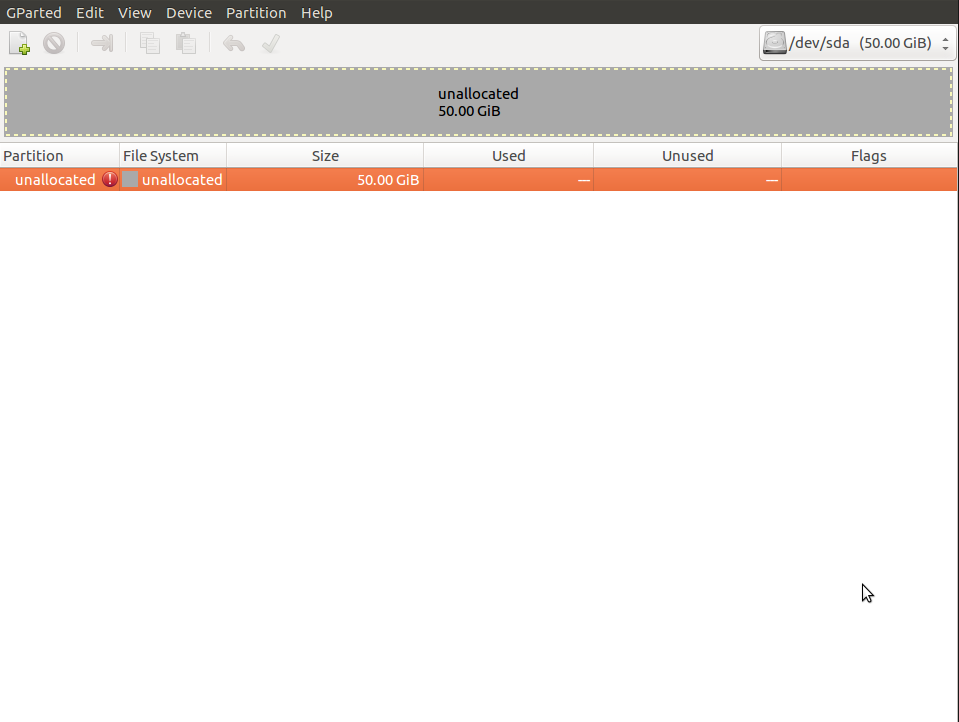 GParted Edit View Device Partition Help
/dev/sda (50.00 GiB)
unallocated
50.00 GiB
Partition File System Size Used Unused Flags
unallocated unallocated 50.00 GiB — —